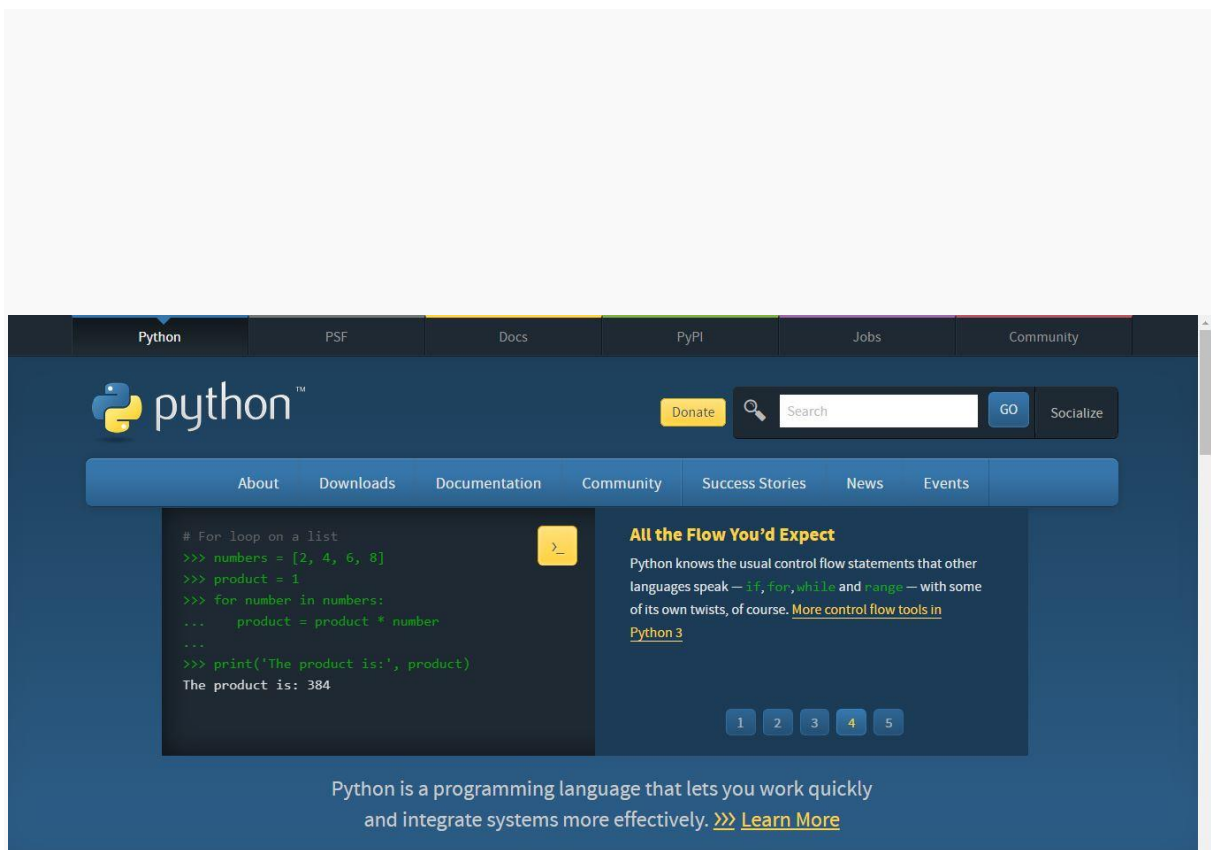 Python PSF Docs PyPI Jobs Community
python™
Donate Search GO Socialize
About Downloads Documentation Community Success Stories News Events
# For loop on a list
>>> numbers = [2, 4, 6, 8]
>>> product = 1
>>> for number in numbers:
...    product = product * number
...
>>> print('The product is:', product)
The product is: 384
>_
All the Flow You’d Expect
Python knows the usual control flow statements that other
languages speak — if, for, while and range — with some
of its own twists, of course. More control flow tools in
Python 3
1 2 3 4 5
Python is a programming language that lets you work quickly
and integrate systems more effectively. >>> Learn More